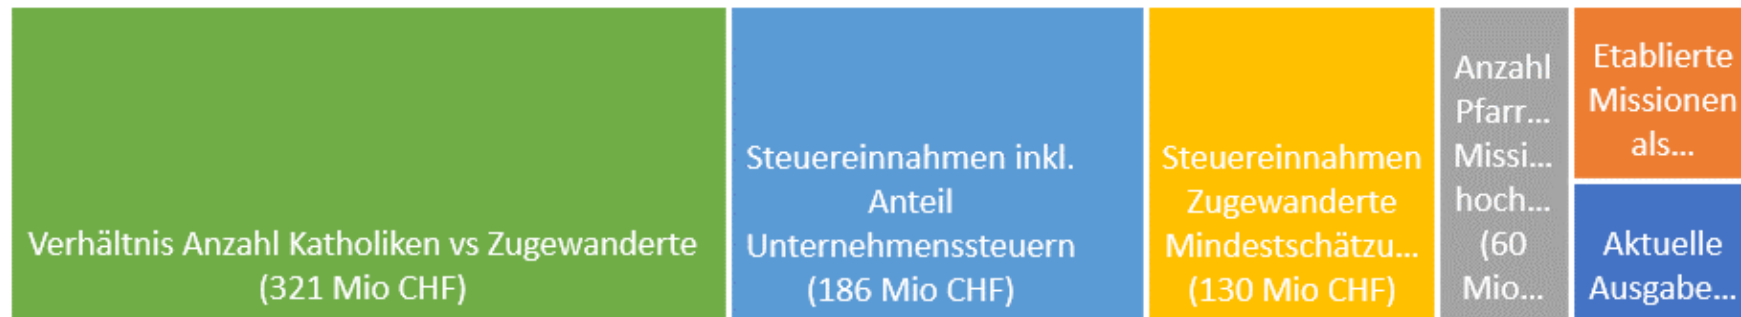 Verhältnis Anzahl Katholiken vs Zugewanderte
(321 Mio CHF)
Steuereinnahmen inkl.
Anteil
Unternehmenssteuern
(186 Mio CHF)
Steuereinnahmen
Zugewanderte
Mindestschätzu...
(130 Mio CHF)
Anzahl
Pfarr...
Missi...
hoch...
(60
Mio...
Etablierte
Missionen
als...
Aktuelle
Ausgabe...